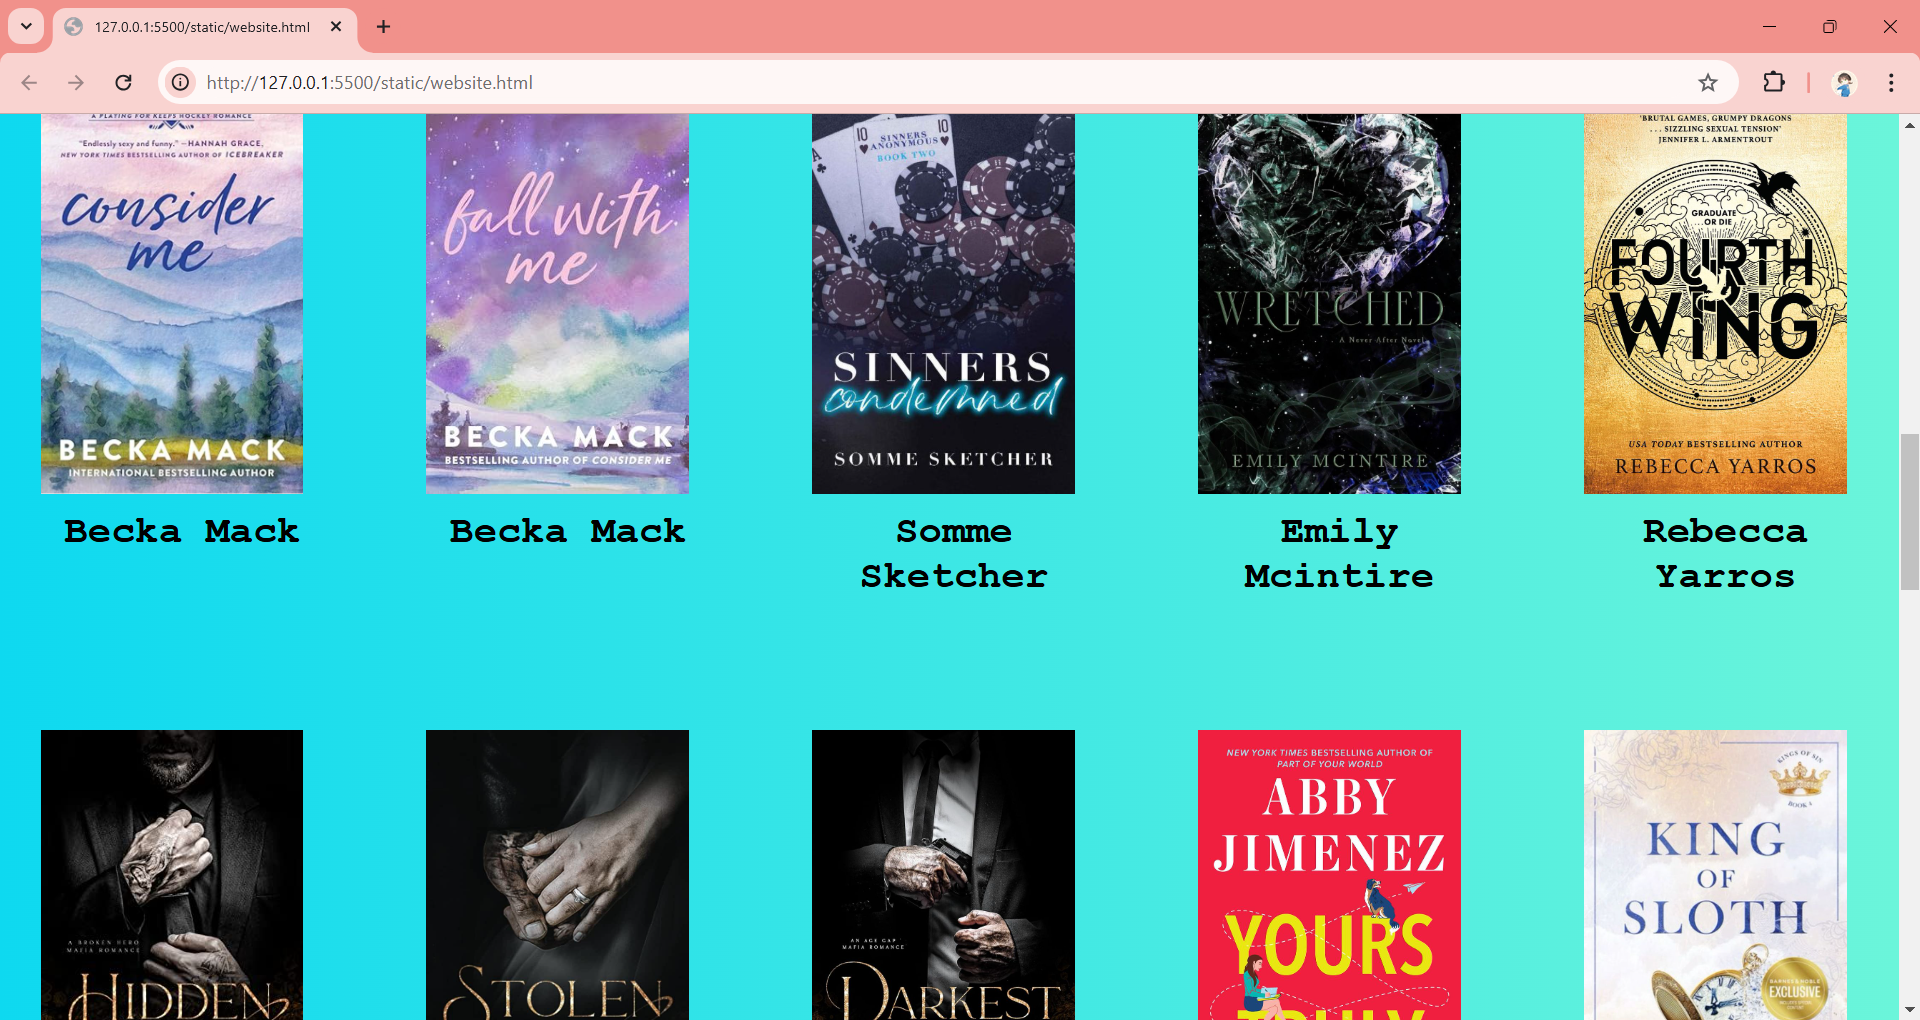 127.0.0.1:5500/static/website.html
http://127.0.0.1:5500/static/website.html
A PLAYING FOR KEEPS HOCKEY ROMANCE
"Endlessly sexy and funny." —HANNAH GRACE,
NEW YORK TIMES BESTSELLING AUTHOR OF ICEBREAKER
consider
me
BECKA MACK
INTERNATIONAL BESTSELLING AUTHOR
fall with
me
BECKA MACK
BESTSELLING AUTHOR OF CONSIDER ME
10 10
A
SINNERS
ANONYMOUS
BOOK TWO
SINNERS
condemned
SOMME SKETCHER
WRETCHED
A Never After Novel
EMILY MCINTIRE
'BRUTAL GAMES, GRUMPY DRAGONS
. . . SIZZLING SEXUAL TENSION'
JENNIFER L. ARMENTROUT
GRADUATE
OR DIE
FOURTH
WING
USA TODAY BESTSELLING AUTHOR
REBECCA YARROS
Becka Mack
Becka Mack
Somme
Sketcher
Emily
Mcintire
Rebecca
Yarros
A BROKEN HERO
MAFIA ROMANCE
HIDDEN
STOLEN
AN AGE GAP
MAFIA ROMANCE
DARKEST
NEW YORK TIMES BESTSELLING AUTHOR OF
PART OF YOUR WORLD
ABBY
JIMENEZ
YOURS
TRULY
KINGS OF SIN
BOOK 4
KING
OF
SLOTH
BARNES & NOBLE
EXCLUSIVE